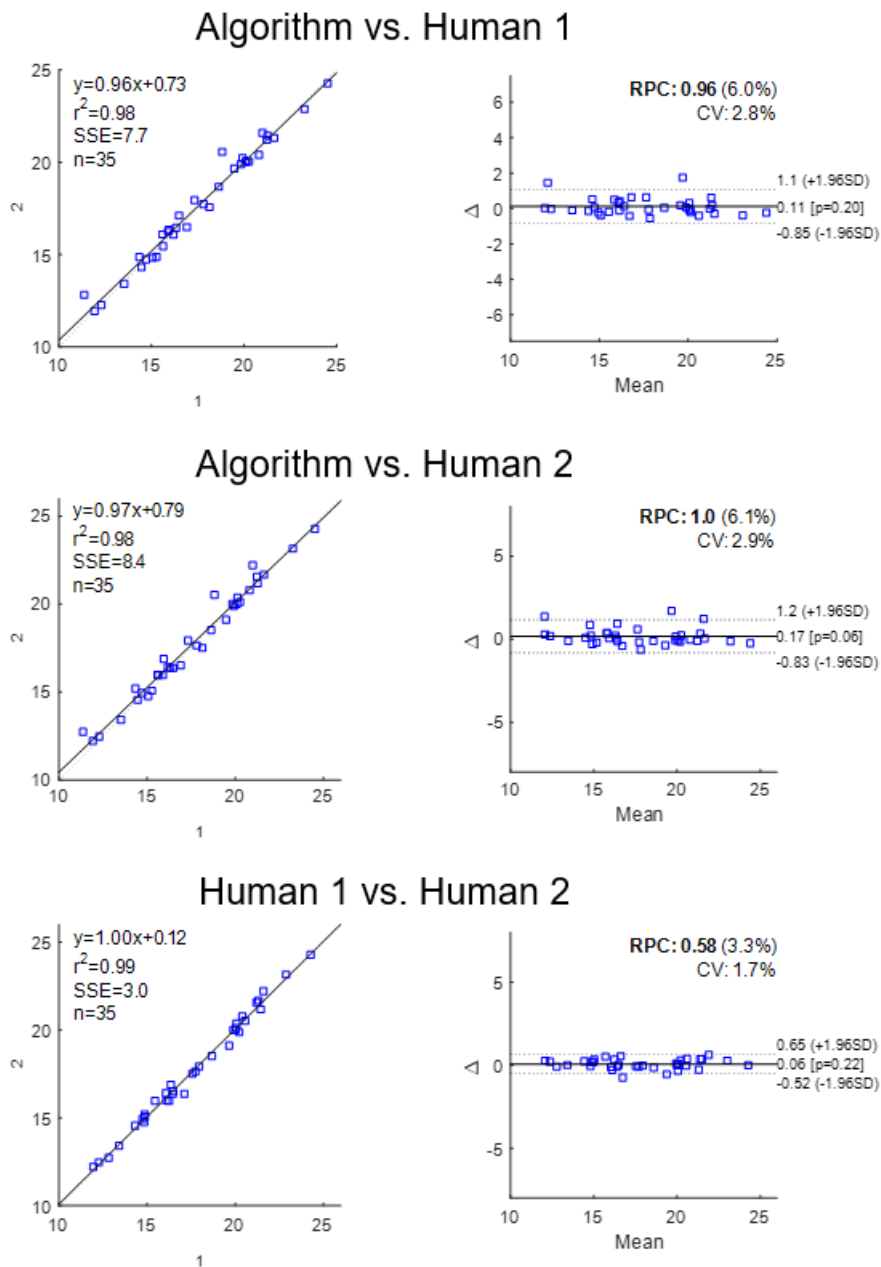 Algorithm vs. Human 1
y=0.96x+0.73
r2=0.98
SSE=7.7
n=35
25
20
15
10
2
10 15 20 25
1
RPC: 0.96 (6.0%)
CV: 2.8%
6
4
2
0
-2
-4
-6
Δ
1.1 (+1.96SD)
0.11 [p=0.20]
-0.85 (-1.96SD)
10 15 20 25
Mean
Algorithm vs. Human 2
y=0.97x+0.79
r2=0.98
SSE=8.4
n=35
25
20
15
10
2
10 15 20 25
1
RPC: 1.0 (6.1%)
CV: 2.9%
5
0
-5
Δ
1.2 (+1.96SD)
0.17 [p=0.06]
-0.83 (-1.96SD)
10 15 20 25
Mean
Human 1 vs. Human 2
y=1.00x+0.12
r2=0.99
SSE=3.0
n=35
25
20
15
10
2
10 15 20 25
1
RPC: 0.58 (3.3%)
CV: 1.7%
5
0
-5
Δ
0.65 (+1.96SD)
0.06 [p=0.22]
-0.52 (-1.96SD)
10 15 20 25
Mean